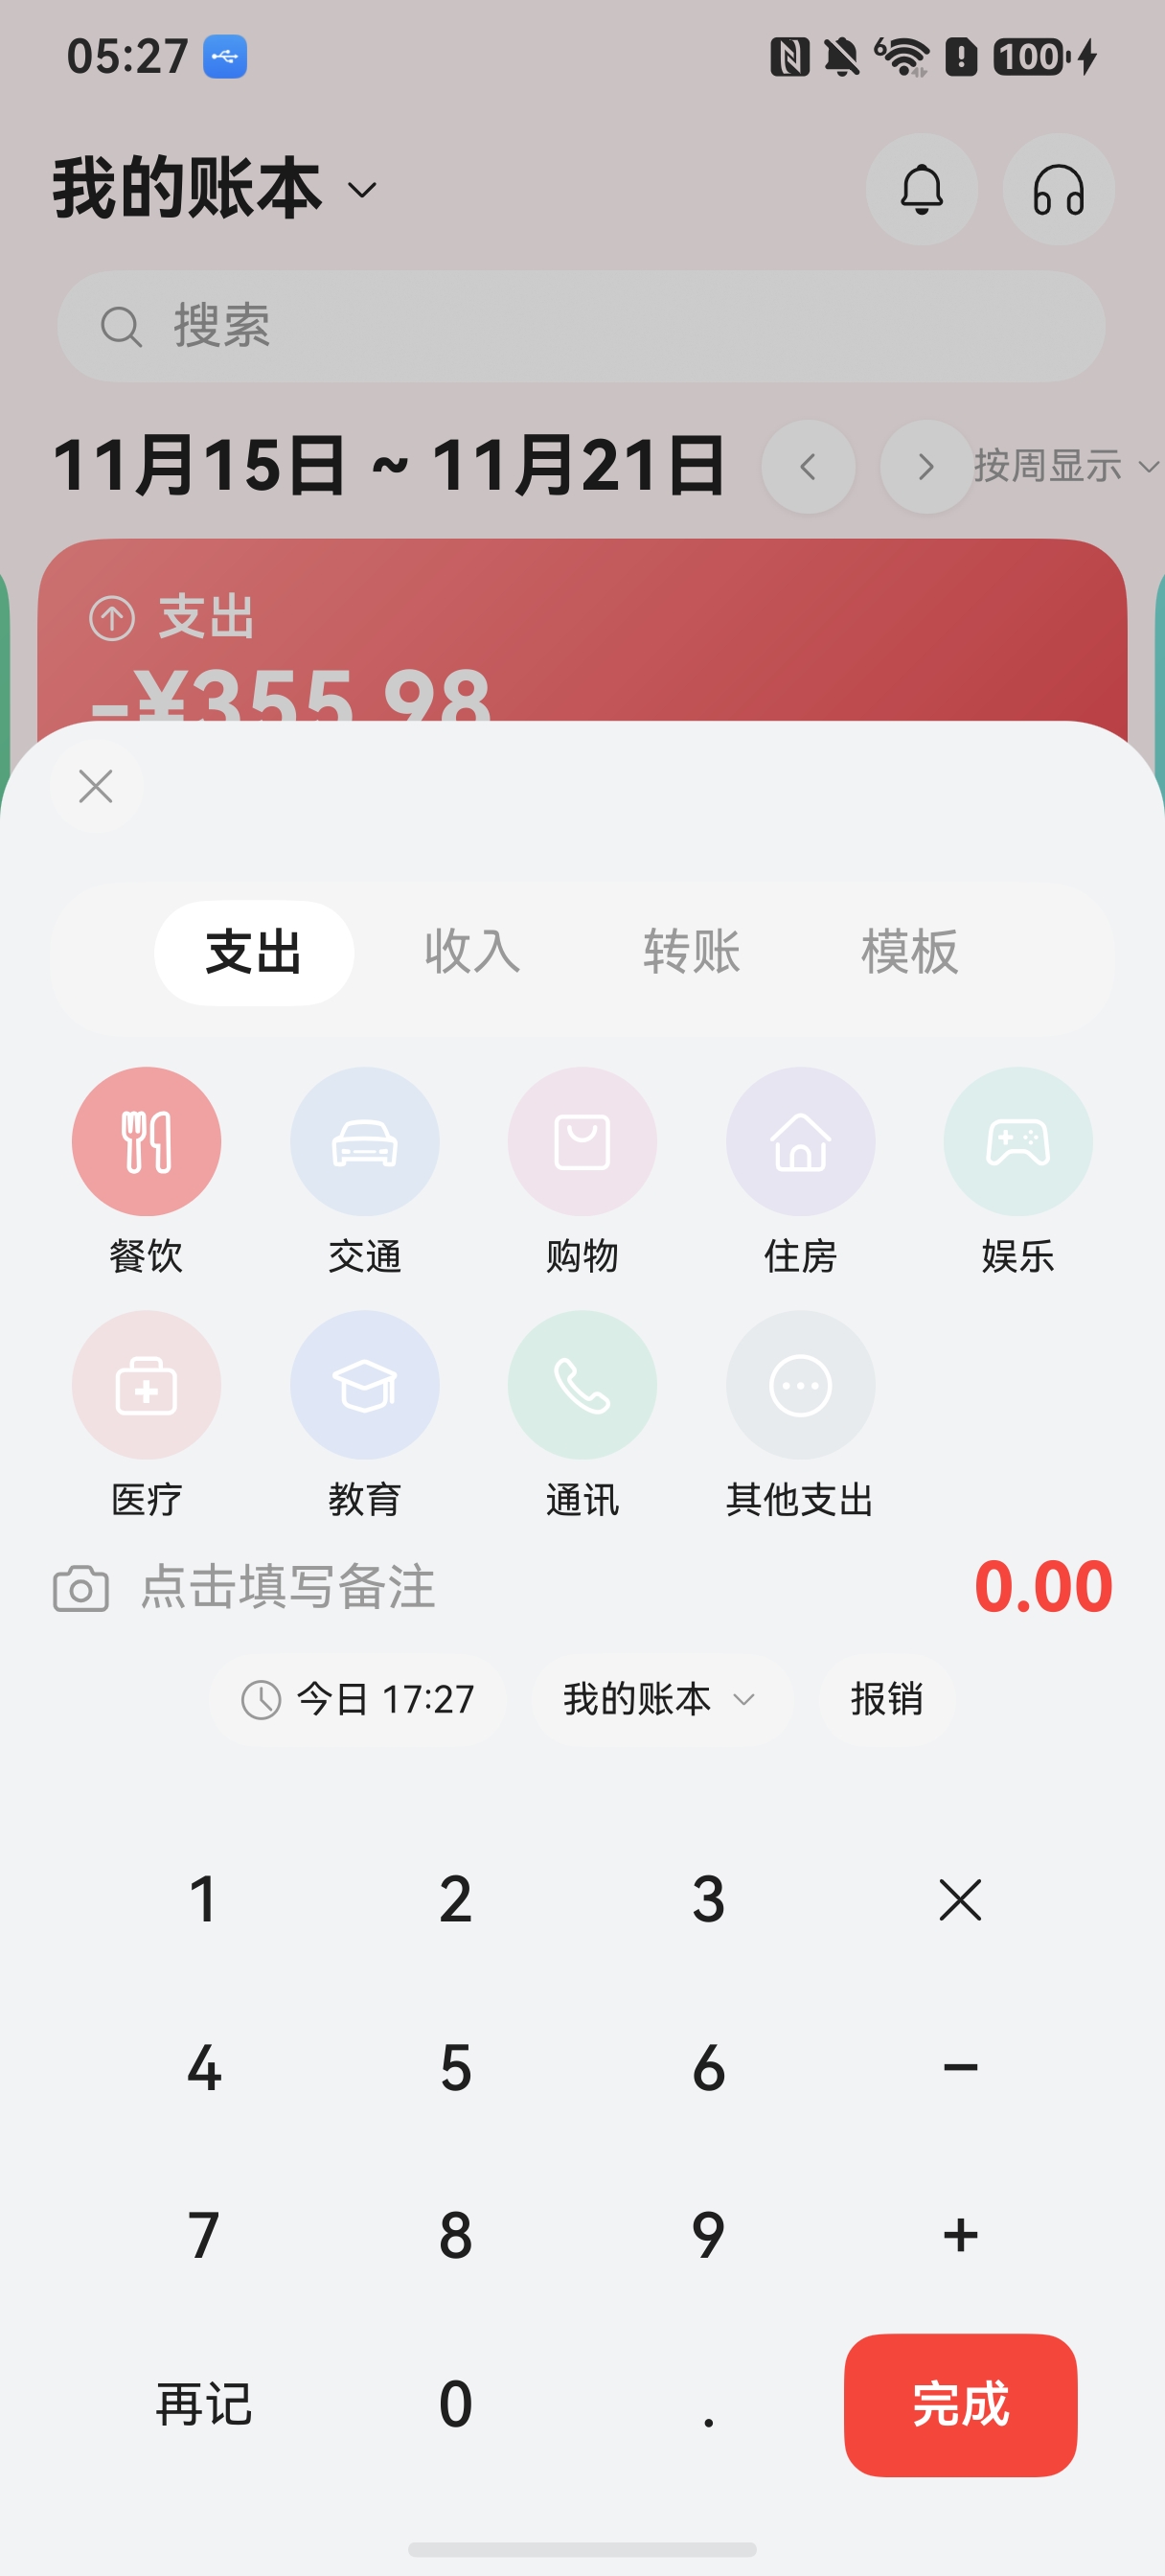 05:27 6 100
我的账本
搜索
11月15日 ~ 11月21日 按周显示
支出
-¥355.98
支出 收入 转账 模板
餐饮 交通 购物 住房 娱乐
医疗 教育 通讯 其他支出
点击填写备注 0.00
今日 17:27 我的账本 报销
1 2 3 ×
4 5 6 −
7 8 9 +
再记 0 . 完成